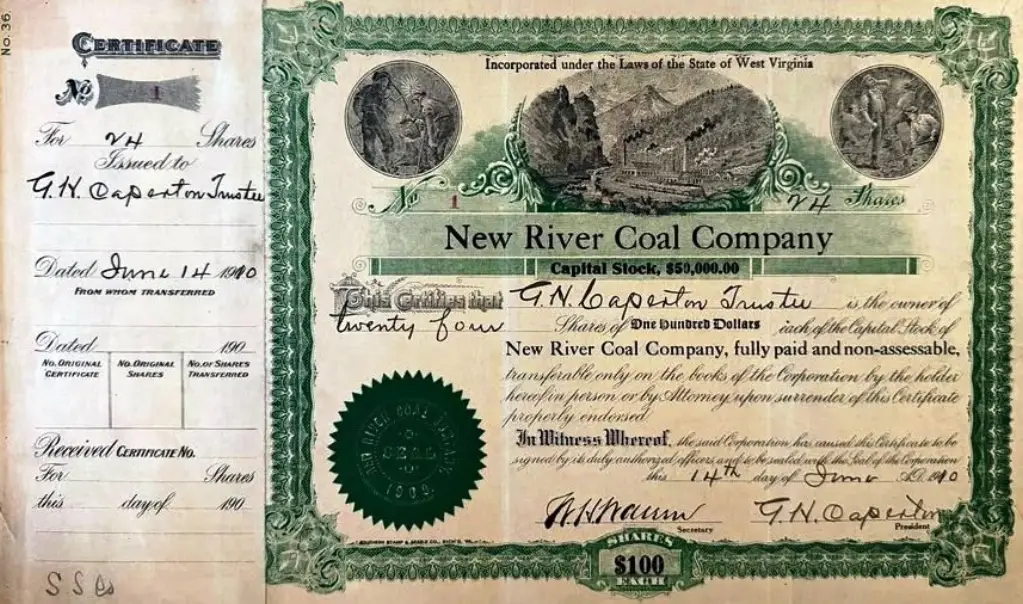 No. 36
CERTIFICATE
No 1
For 24 Shares
Issued to
G. H. Caperton Trustee
Dated June 14 1910
FROM WHOM TRANSFERRED
Dated 190
NO. ORIGINAL CERTIFICATE
NO. ORIGINAL SHARES
NO. OF SHARES TRANSFERRED
Received CERTIFICATE NO.
For Shares
this day of 190
Incorporated under the Laws of the State of West Virginia
No 1
24 Shares
New River Coal Company
Capital Stock, $50,000.00
This Certifies that G. H. Caperton Trustee is the owner of
twenty four Shares of One Hundred Dollars each of the Capital Stock of
New River Coal Company, fully paid and non-assessable,
transferable only on the books of the Corporation by the holder
hereof in person or by Attorney upon surrender of this Certificate
properly endorsed.
In Witness Whereof, the said Corporation has caused this Certificate to be
signed by its duly authorized officers and to be sealed with the Seal of the Corporation
this 14th day of June A.D. 1910
NEW RIVER COAL COMPANY
SEAL
1909
G. H. Caperton
Secretary
President
SOUTHERN STAMP &
SHARES
$100
EACH